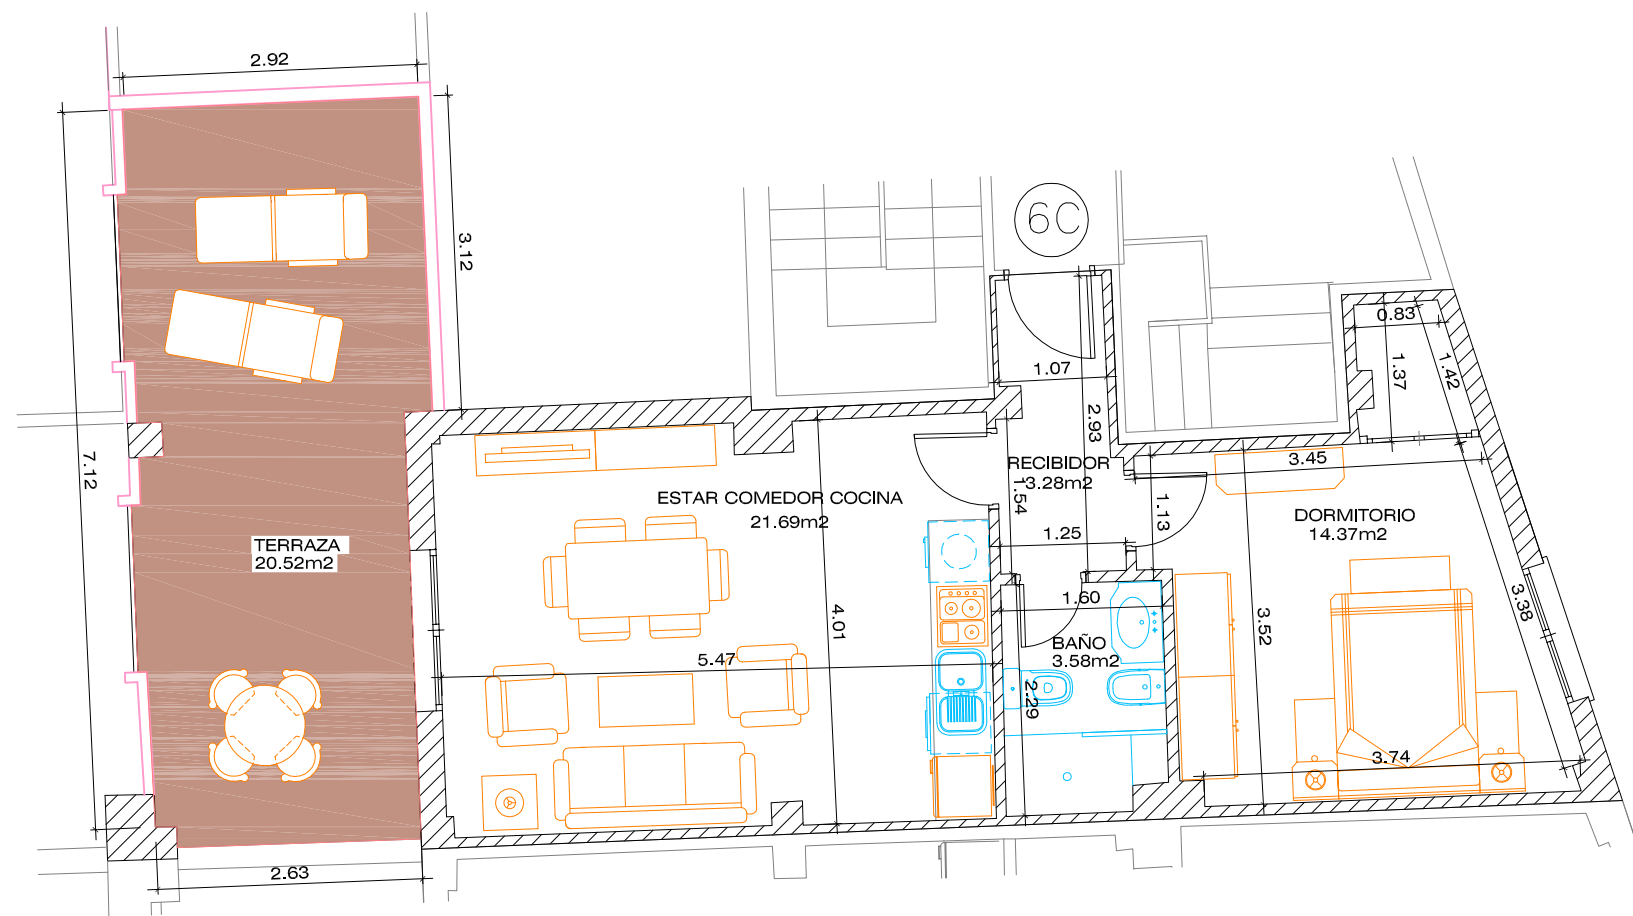 2.92
6C
3.12
0.83
1.37
1.42
1.07
2.93
7.12
RECIBIDOR
3.28m2
3.45
ESTAR COMEDOR COCINA
21.69m2
1.54
1.13
DORMITORIO
14.37m2
TERRAZA
20.52m2
1.25
1.60
4.01
3.52
3.38
BAÑO
3.58m2
5.47
2.29
3.74
2.63